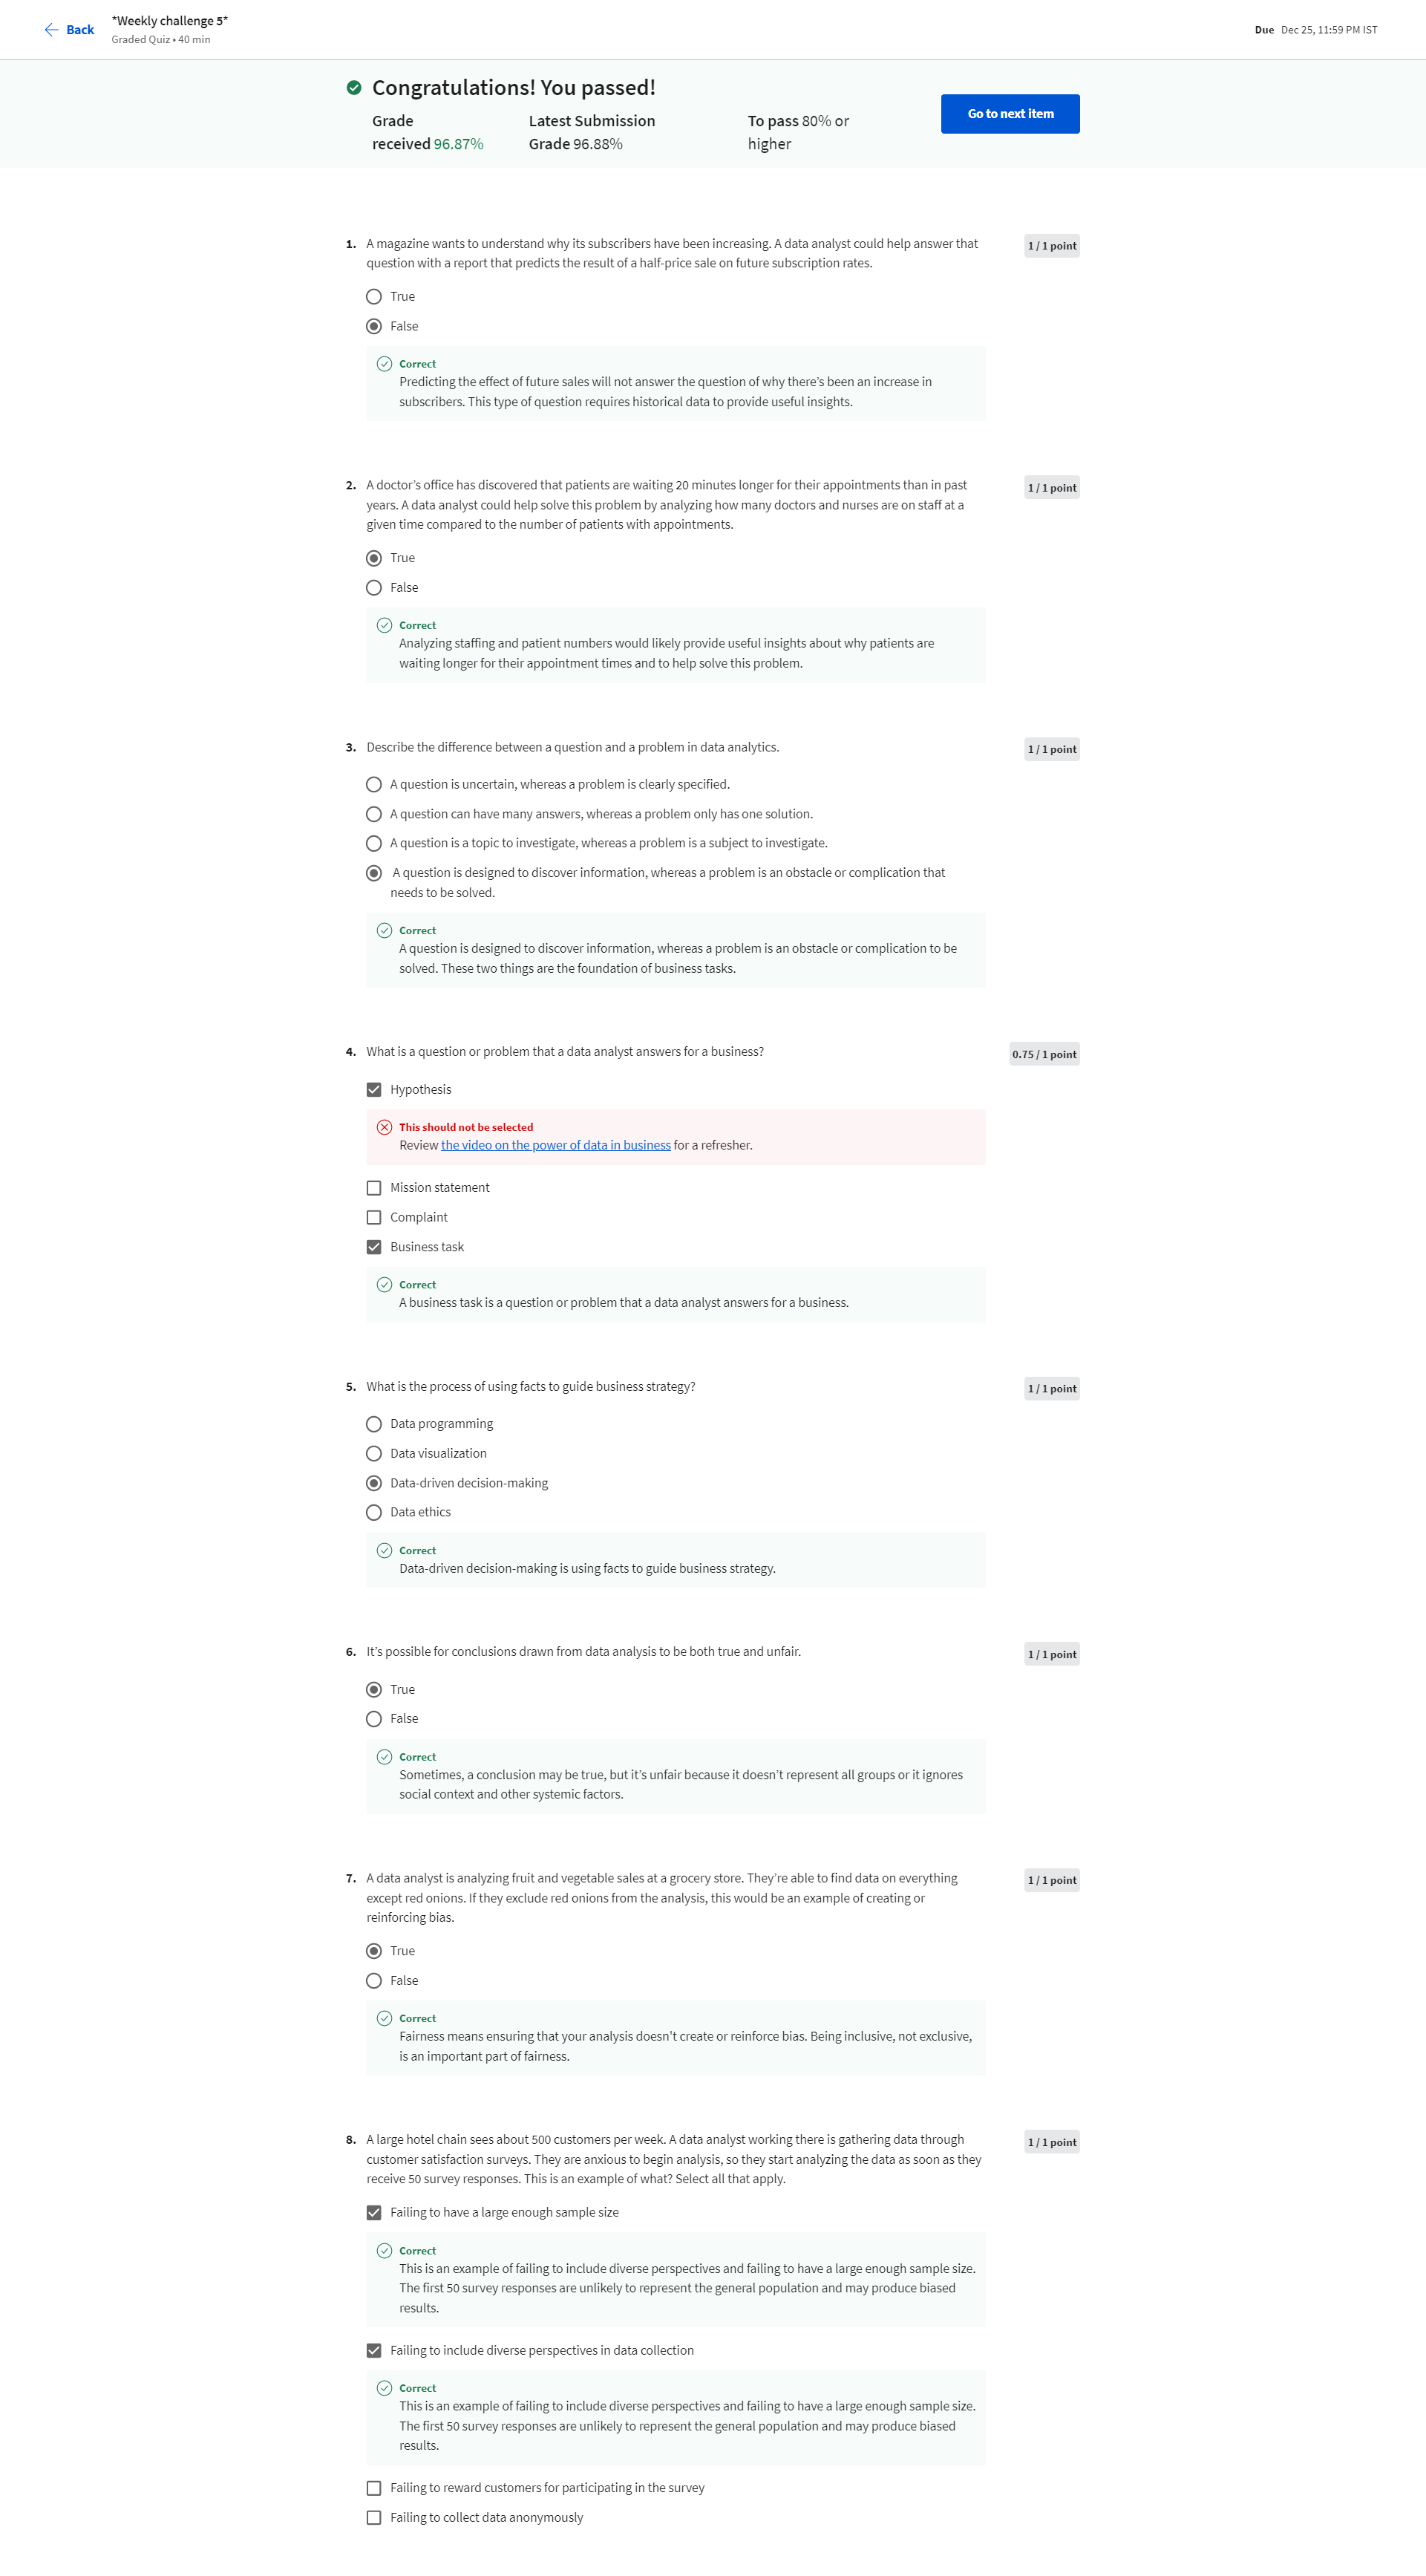 Back
*Weekly challenge 5*
Graded Quiz • 40 min
Due Dec 25, 11:59 PM IST
Congratulations! You passed!
Grade received 96.87%
Latest Submission Grade 96.88%
To pass 80% or higher
Go to next item
1. A magazine wants to understand why its subscribers have been increasing. A data analyst could help answer that
question with a report that predicts the result of a half-price sale on future subscription rates.
1 / 1 point
True
False
Correct
Predicting the effect of future sales will not answer the question of why there’s been an increase in
subscribers. This type of question requires historical data to provide useful insights.
2. A doctor’s office has discovered that patients are waiting 20 minutes longer for their appointments than in past
years. A data analyst could help solve this problem by analyzing how many doctors and nurses are on staff at a
given time compared to the number of patients with appointments.
1 / 1 point
True
False
Correct
Analyzing staffing and patient numbers would likely provide useful insights about why patients are
waiting longer for their appointment times and to help solve this problem.
3. Describe the difference between a question and a problem in data analytics.
1 / 1 point
A question is uncertain, whereas a problem is clearly specified.
A question can have many answers, whereas a problem only has one solution.
A question is a topic to investigate, whereas a problem is a subject to investigate.
A question is designed to discover information, whereas a problem is an obstacle or complication that
needs to be solved.
Correct
A question is designed to discover information, whereas a problem is an obstacle or complication to be
solved. These two things are the foundation of business tasks.
4. What is a question or problem that a data analyst answers for a business?
0.75 / 1 point
Hypothesis
This should not be selected
Review the video on the power of data in business for a refresher.
Mission statement
Complaint
Business task
Correct
A business task is a question or problem that a data analyst answers for a business.
5. What is the process of using facts to guide business strategy?
1 / 1 point
Data programming
Data visualization
Data-driven decision-making
Data ethics
Correct
Data-driven decision-making is using facts to guide business strategy.
6. It’s possible for conclusions drawn from data analysis to be both true and unfair.
1 / 1 point
True
False
Correct
Sometimes, a conclusion may be true, but it’s unfair because it doesn’t represent all groups or it ignores
social context and other systemic factors.
7. A data analyst is analyzing fruit and vegetable sales at a grocery store. They’re able to find data on everything
except red onions. If they exclude red onions from the analysis, this would be an example of creating or
reinforcing bias.
1 / 1 point
True
False
Correct
Fairness means ensuring that your analysis doesn’t create or reinforce bias. Being inclusive, not exclusive,
is an important part of fairness.
8. A large hotel chain sees about 500 customers per week. A data analyst working there is gathering data through
customer satisfaction surveys. They are anxious to begin analysis, so they start analyzing the data as soon as they
receive 50 survey responses. This is an example of what? Select all that apply.
1 / 1 point
Failing to have a large enough sample size
Correct
This is an example of failing to include diverse perspectives and failing to have a large enough sample size.
The first 50 survey responses are unlikely to represent the general population and may produce biased
results.
Failing to include diverse perspectives in data collection
Correct
This is an example of failing to include diverse perspectives and failing to have a large enough sample size.
The first 50 survey responses are unlikely to represent the general population and may produce biased
results.
Failing to reward customers for participating in the survey
Failing to collect data anonymously